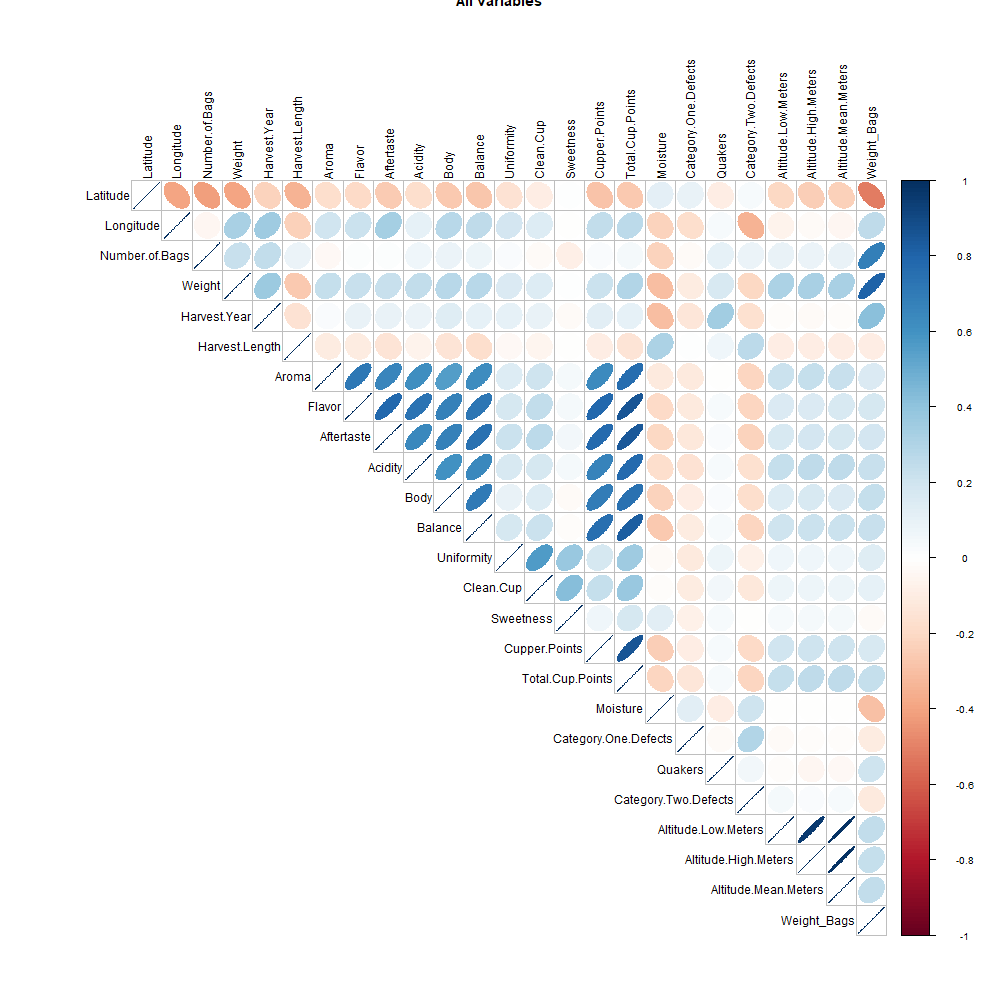 All Variables
Latitude
Longitude
Number.of.Bags
Weight
Harvest.Year
Harvest.Length
Aroma
Flavor
Aftertaste
Acidity
Body
Balance
Uniformity
Clean.Cup
Sweetness
Cupper.Points
Total.Cup.Points
Moisture
Category.One.Defects
Quakers
Category.Two.Defects
Altitude.Low.Meters
Altitude.High.Meters
Altitude.Mean.Meters
Weight_Bags
Latitude
Longitude
Number.of.Bags
Weight
Harvest.Year
Harvest.Length
Aroma
Flavor
Aftertaste
Acidity
Body
Balance
Uniformity
Clean.Cup
Sweetness
Cupper.Points
Total.Cup.Points
Moisture
Category.One.Defects
Quakers
Category.Two.Defects
Altitude.Low.Meters
Altitude.High.Meters
Altitude.Mean.Meters
Weight_Bags
1
0.8
0.6
0.4
0.2
0
-0.2
-0.4
-0.6
-0.8
-1